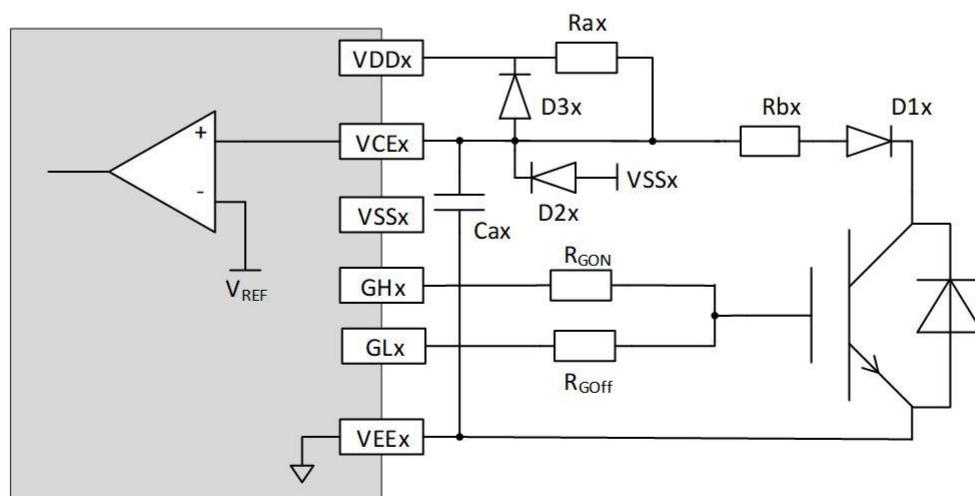 VDDx
Rax
D3x
Rbx
D1x
+
VCEx
-
VSSx
D2x
VSSx
Cax
VREF
RGON
GHx
GLx
RGOff
VEEx